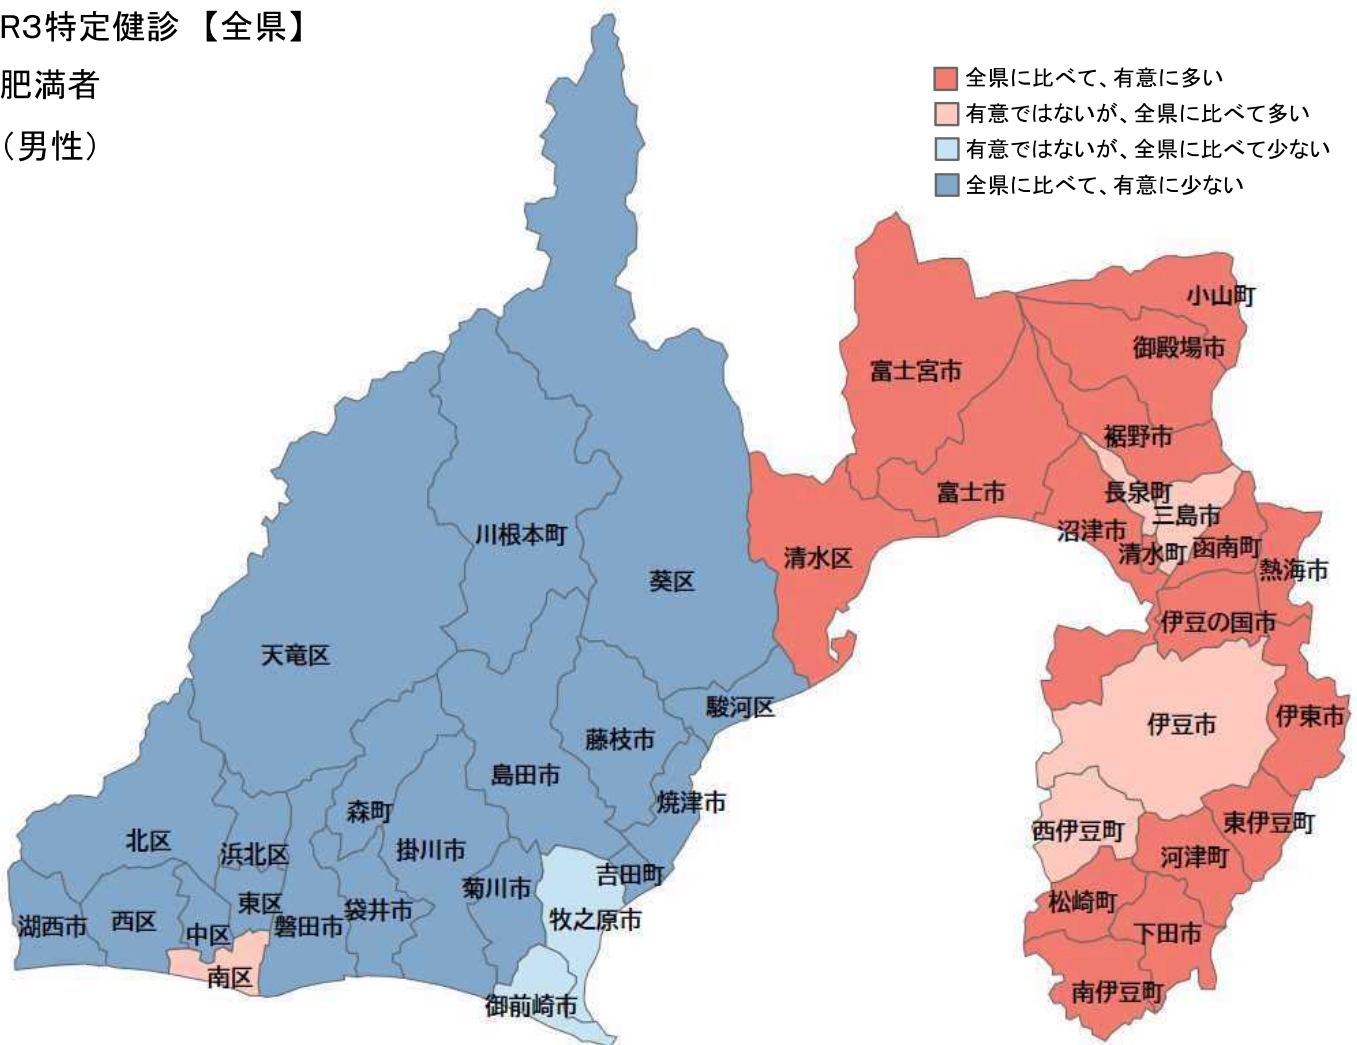 R3特定健診【全県】
肥満者
（男性）
全県に比べて、有意に多い
有意ではないが、全県に比べて多い
有意ではないが、全県に比べて少ない
全県に比べて、有意に少ない
小山町
御殿場市
富士宮市
裾野市
富士市
長泉町
三島市
沼津市
清水町
函南町
熱海市
川根本町
清水区
葵区
伊豆の国市
天竜区
駿河区
伊東市
伊豆市
藤枝市
島田市
焼津市
森町
東伊豆町
西伊豆町
北区
浜北区
掛川市
河津町
吉田町
菊川市
東区
袋井市
松崎町
湖西市
西区
中区
磐田市
牧之原市
下田市
南区
御前崎市
南伊豆町